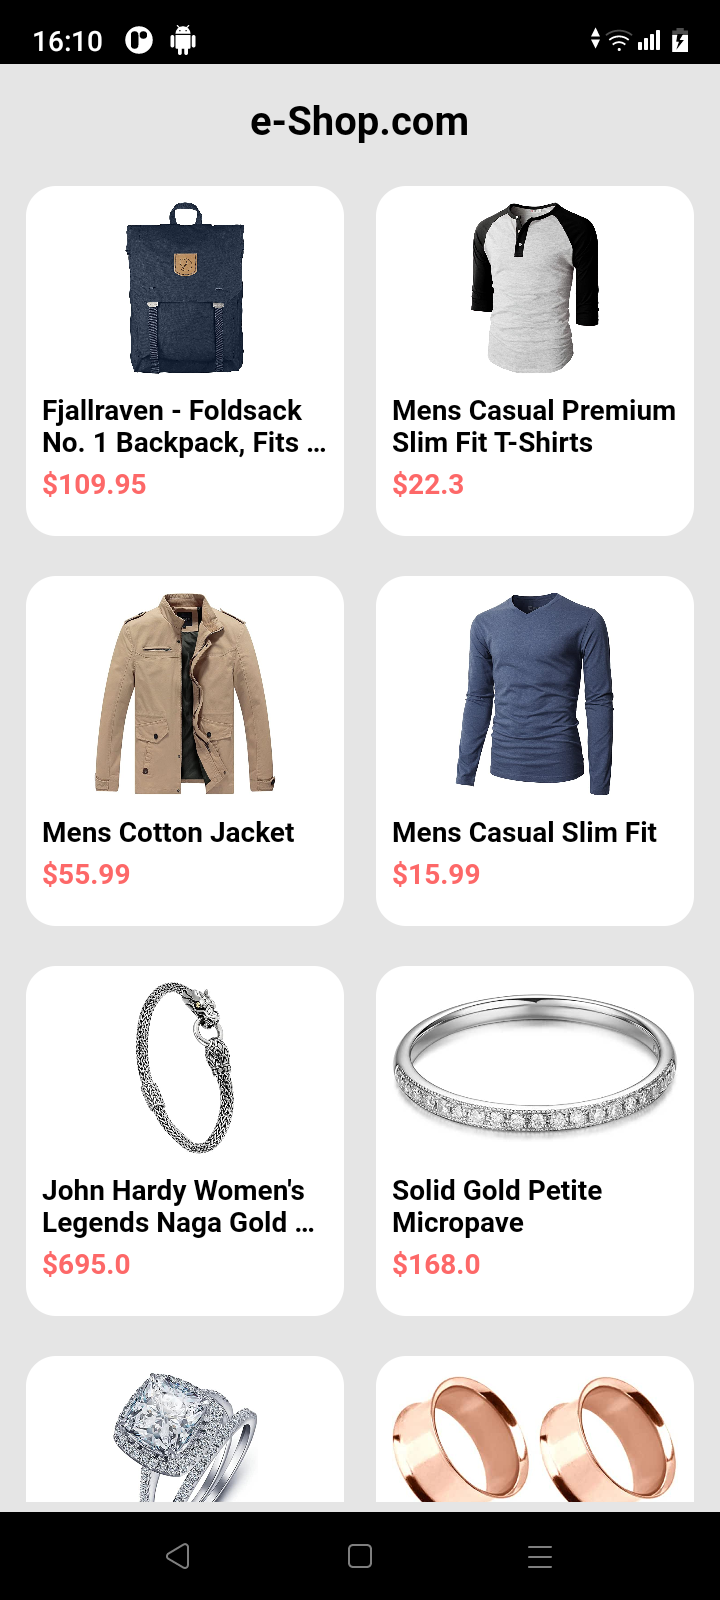 16:10
e-Shop.com
Fjallraven - Foldsack
No. 1 Backpack, Fits ...
$109.95
Mens Casual Premium
Slim Fit T-Shirts
$22.3
Mens Cotton Jacket
$55.99
Mens Casual Slim Fit
$15.99
John Hardy Women's
Legends Naga Gold ...
$695.0
Solid Gold Petite
Micropave
$168.0